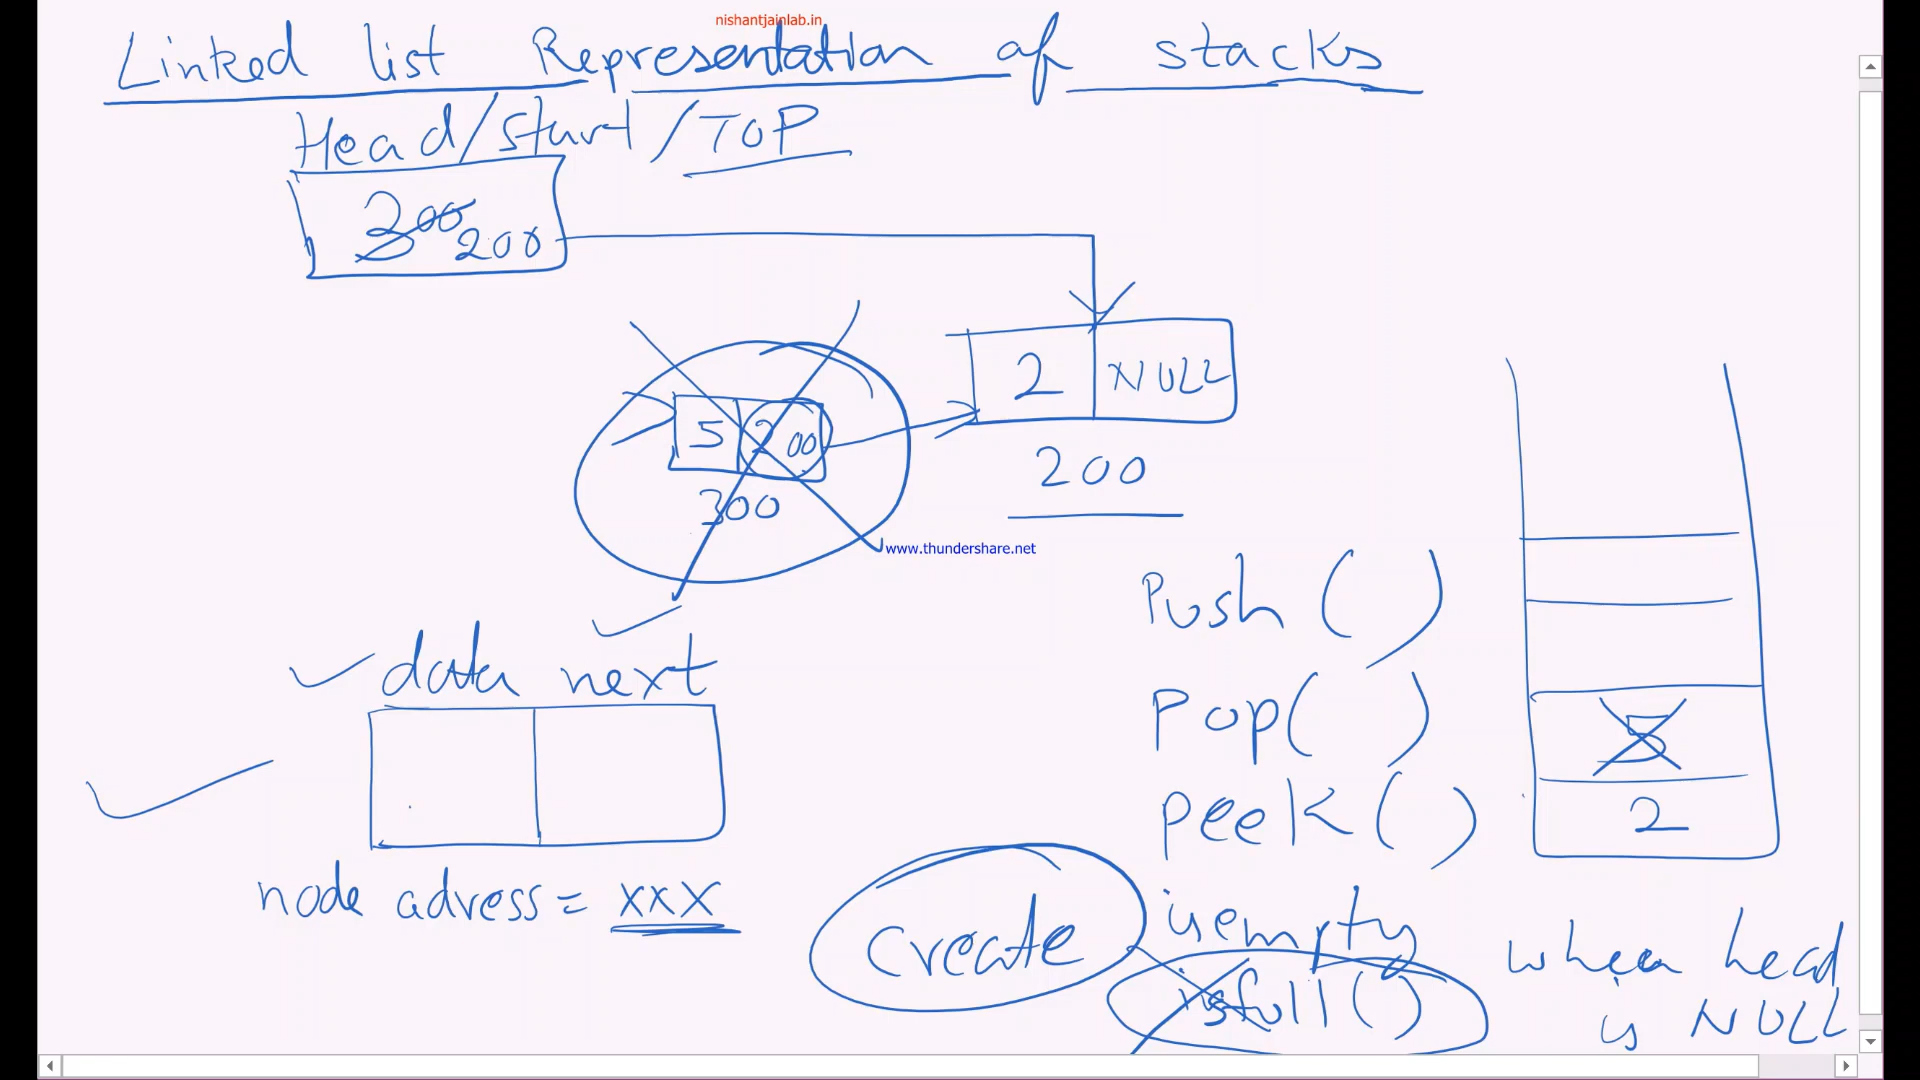 nishantjainlab.in
Linked list Representation of stacks
Head/Start/TOP
300
200
2 NULL
5 200
200
300
www.thundershare.net
Push ( )
data next
Pop( )
5
peek( )
2
node adress = xxx
create
isempty
when head
isfull()
is NULL